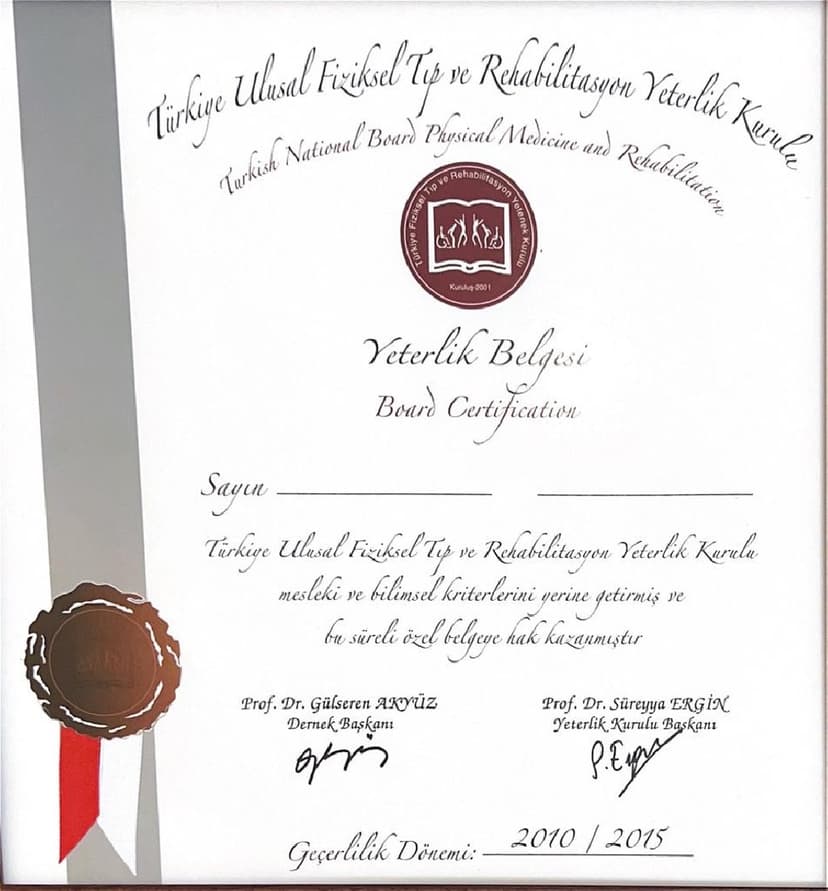 Türkiye Ulusal Fiziksel Tıp ve Rehabilitasyon Yeterlik Kurulu
Turkish National Board Physical Medicine and Rehabilitation
Türkiye Fiziksel Tıp ve Rehabilitasyon Yetenek Kurulu
Kuruluş-2001
Yeterlik Belgesi
Board Certification
Sayın
Türkiye Ulusal Fiziksel Tıp ve Rehabilitasyon Yeterlik Kurulu
mesleki ve bilimsel kriterlerini yerine getirmiş ve
bu süreli özel belgeye hak kazanmıştır
Prof. Dr. Gülseren AKYÜZ
Dernek Başkanı
Prof. Dr. Süreyya ERGİN
Yeterlik Kurulu Başkanı
S. Ergin
Geçerlilik Dönemi: 2010 / 2015